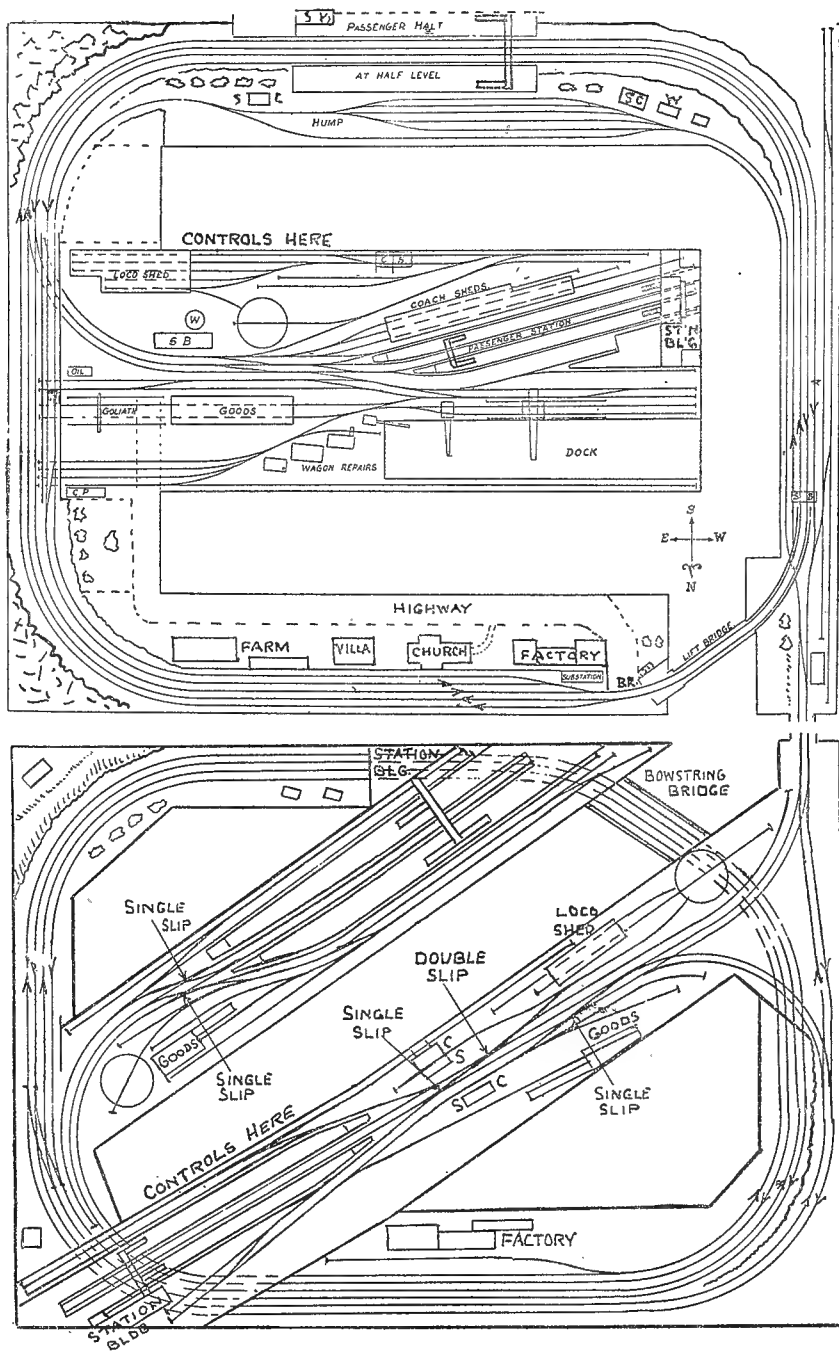 PASSENGER HALT
AT HALF LEVEL
S C
SC
W
HUMP
CONTROLS HERE
LOCO SHED
C S
COACH SHEDS
W
S B
PASSENGER STATION
ST'N
BL'G
OIL
GOLIATH
GOODS
WAGON REPAIRS
DOCK
C P
S B
S
E W
N
HIGHWAY
LIFT BRIDGE
FARM
VILLA
CHURCH
FACTORY
SUBSTATION
BR
STATION
BLG
BOWSTRING
BRIDGE
SINGLE
SLIP
LOCO
SHED
DOUBLE
SLIP
SINGLE
SLIP
GOODS
C
S
GOODS
SINGLE
SLIP
S C
SINGLE
SLIP
CONTROLS HERE
FACTORY
STATION
BLDG